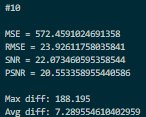 #10
MSE = 572.4591024691358
RMSE = 23.92611758035841
SNR = 22.073460595358544
PSNR = 20.553358955440586
Max diff: 188.195
Avg diff: 7.289554610402959